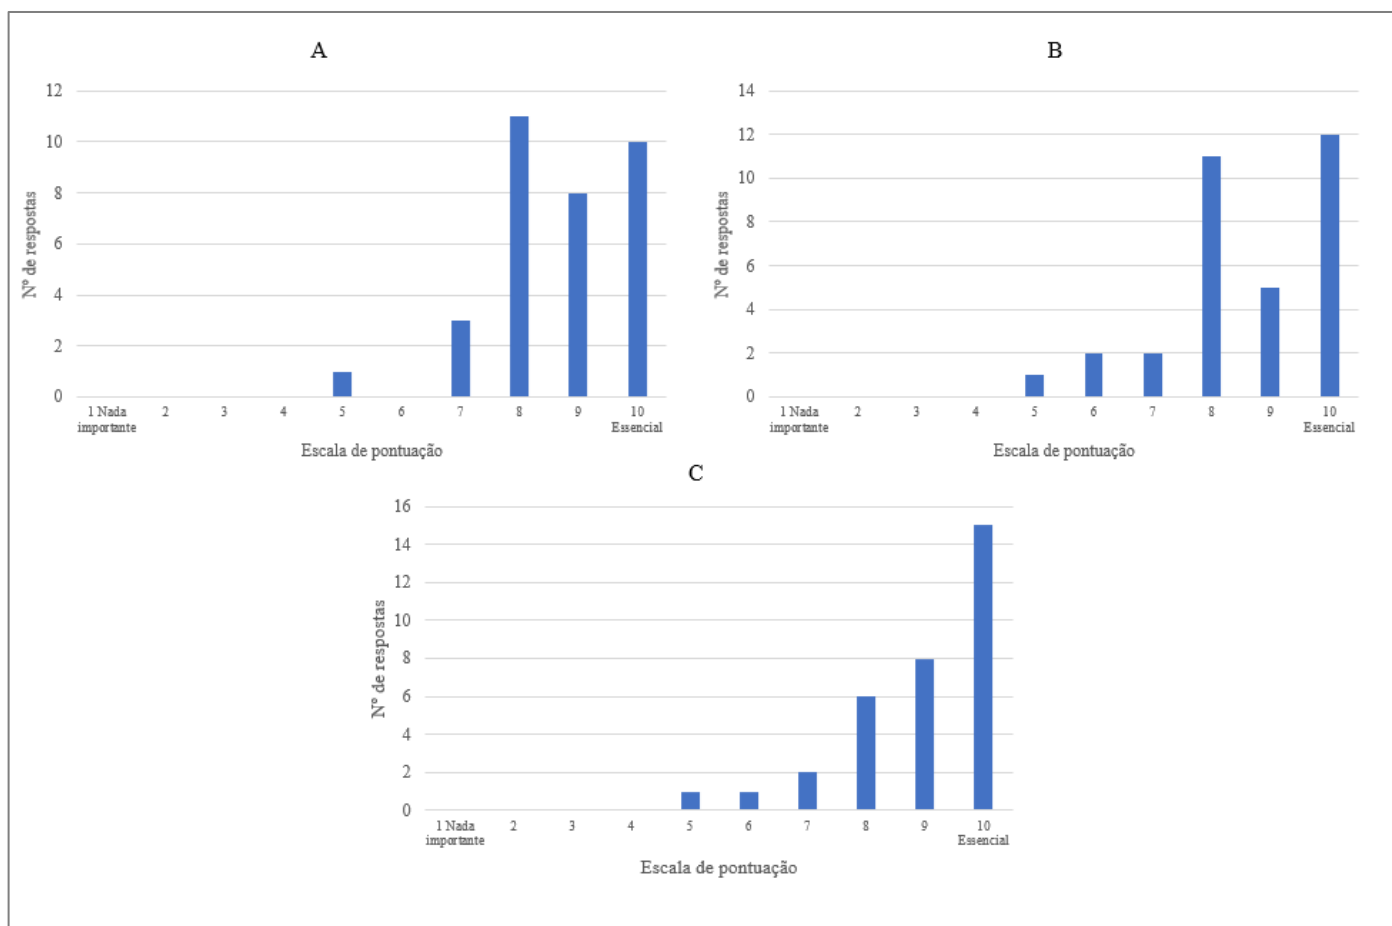 A
12
10
8
6
4
2
0
Nº de respostas
1 Nada importante 2 3 4 5 6 7 8 9 10
Escala de pontuação
B
14
12
10
8
6
4
2
0
Nº de respostas
1 Nada importante 2 3 4 5 6 7 8 9 10 Essencial
Escala de pontuação
C
16
14
12
10
8
6
4
2
0
Nº de respostas
1 Nada importante 2 3 4 5 6 7 8 9 10 Essencial
Escala de pontuação